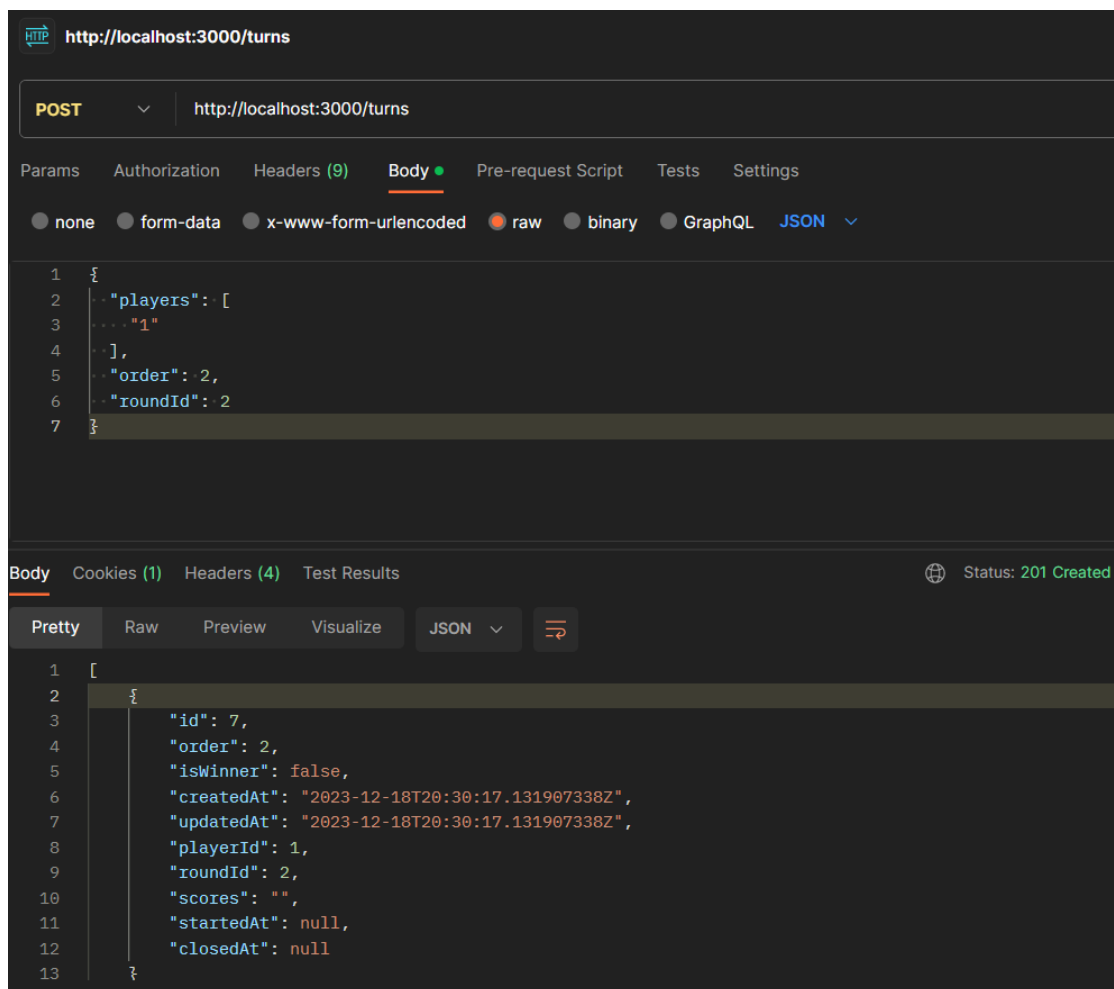 HTTP http://localhost:3000/turns
POST http://localhost:3000/turns
Params Authorization Headers (9) Body Pre-request Script Tests Settings
none form-data x-www-form-urlencoded raw binary GraphQL JSON
1 {
2 "players": [
3 "1"
4 ],
5 "order": 2,
6 "roundId": 2
7 }
Body Cookies (1) Headers (4) Test Results Status: 201 Created
Pretty Raw Preview Visualize JSON
1 [
2 {
3 "id": 7,
4 "order": 2,
5 "isWinner": false,
6 "createdAt": "2023-12-18T20:30:17.131907338Z",
7 "updatedAt": "2023-12-18T20:30:17.131907338Z",
8 "playerId": 1,
9 "roundId": 2,
10 "scores": "",
11 "startedAt": null,
12 "closedAt": null
13 }